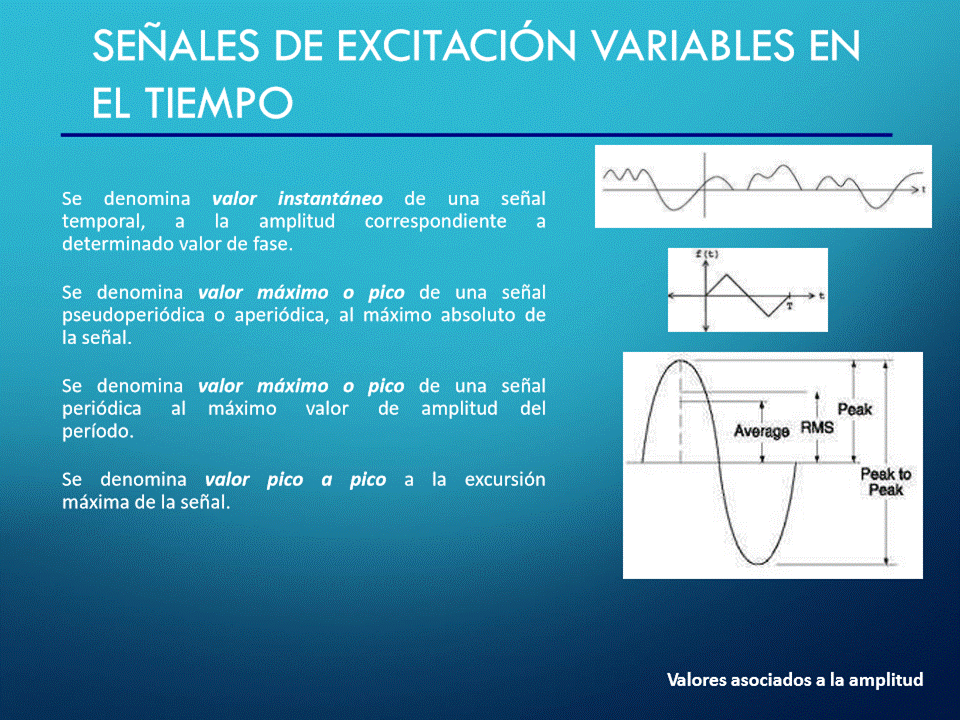 SEÑALES DE EXCITACIÓN VARIABLES EN
EL TIEMPO
Se denomina valor instantáneo de una señal
temporal, a la amplitud correspondiente a
determinado valor de fase.
Se denomina valor máximo o pico de una señal
pseudoperiódica o aperiódica, al máximo absoluto de
la señal.
Se denomina valor máximo o pico de una señal
periódica al máximo valor de amplitud del
período.
Se denomina valor pico a pico a la excursión
máxima de la señal.
t
f(t)
t
T
Average
RMS
Peak
Peak to
Peak
Valores asociados a la amplitud